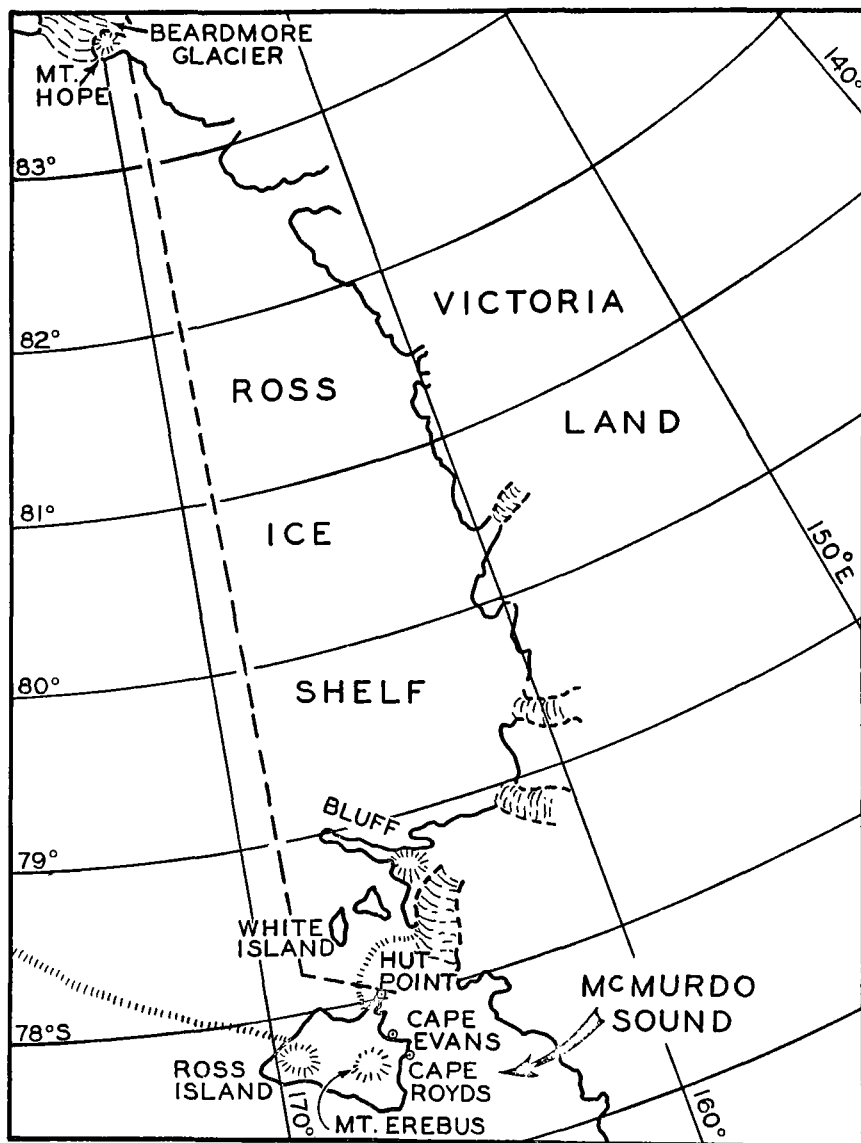 BEARDMORE
GLACIER
MT.
HOPE
140°
83°
82°
VICTORIA
ROSS
LAND
81°
ICE
150°E
80°
SHELF
BLUFF
79°
WHITE
ISLAND
HUT
POINT
McMURDO
SOUND
78°S
CAPE
EVANS
ROSS
ISLAND
CAPE
ROYDS
170°
MT. EREBUS
160°